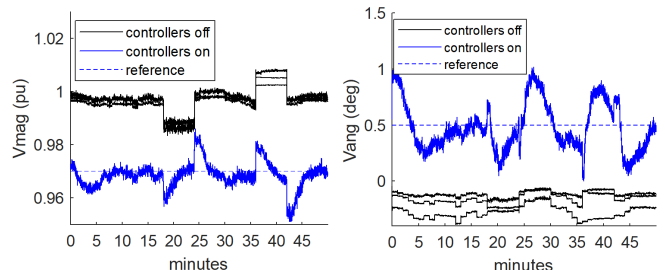 1.02
1
0.98
0.96
Vmag (pu)
controllers off
controllers on
reference
0 5 10 15 20 25 30 35 40 45
minutes
1.5
1
0.5
0
Vang (deg)
controllers off
controllers on
reference
0 5 10 15 20 25 30 35 40 45
minutes